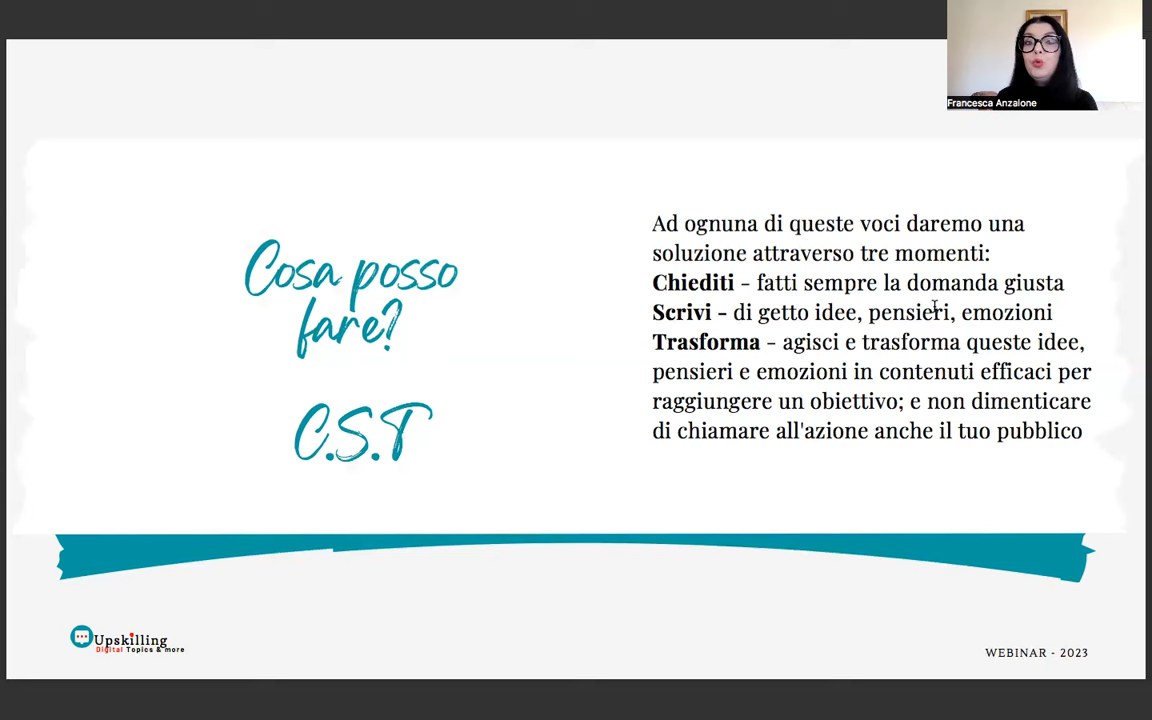 Francesca Anzalone
Cosa posso
fare?
C.S.T
Ad ognuna di queste voci daremo una
soluzione attraverso tre momenti:
Chiediti - fatti sempre la domanda giusta
Scrivi - di getto idee, pensieri, emozioni
Trasforma - agisci e trasforma queste idee,
pensieri e emozioni in contenuti efficaci per
raggiungere un obiettivo; e non dimenticare
di chiamare all'azione anche il tuo pubblico
Upskilling
Digital Topics & more
WEBINAR - 2023